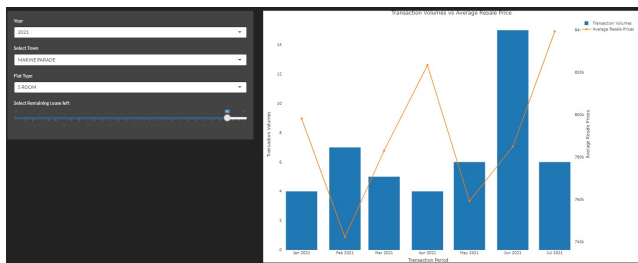 Year
2021
Select Town
MARINE PARADE
Flat Type
5 ROOM
Select Remaining Lease left
Transaction Volumes vs Average Resale Price
Transaction Volumes
Average Resale Prices
14
12
10
8
6
4
2
0
Transaction Volumes
820k
800k
780k
760k
740k
Average Resale Prices
Jan 2021
Feb 2021
Mar 2021
Apr 2021
May 2021
Jun 2021
Jul 2021
Transaction Period